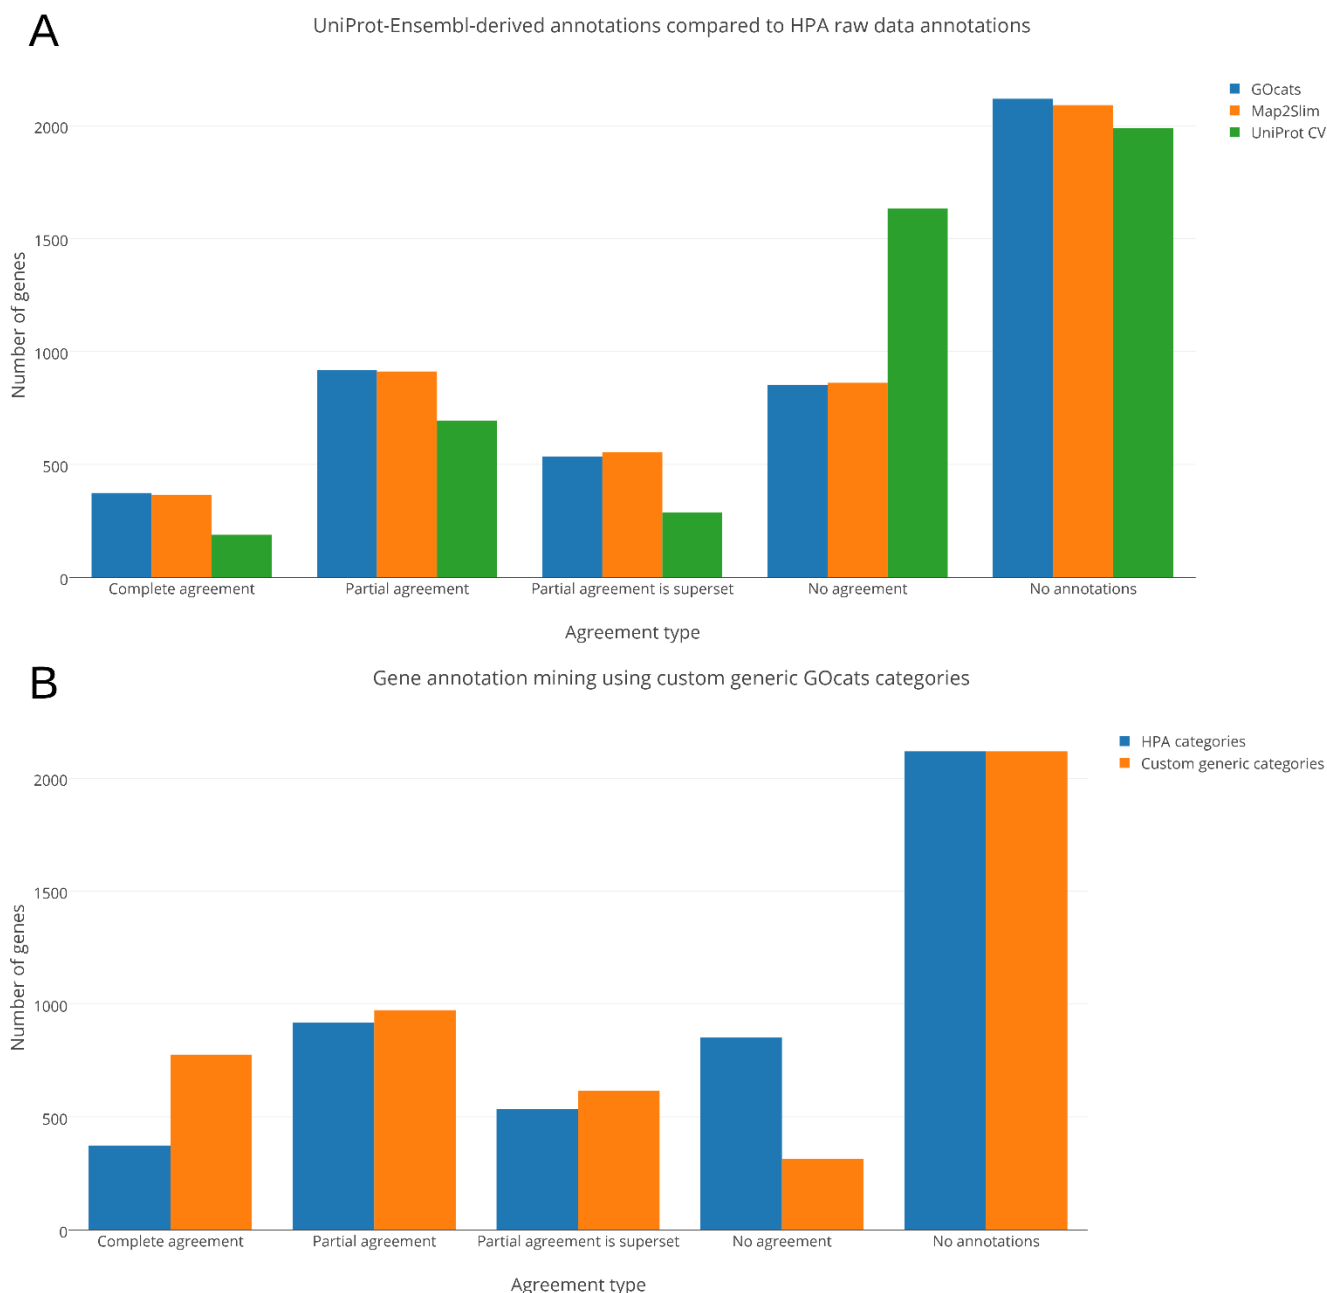 A
UniProt-Ensembl-derived annotations compared to HPA raw data annotations
GOcats
Map2Slim
UniProt CV
Number of genes
2000
1500
1000
500
0
Complete agreement
Partial agreement
Partial agreement is superset
No agreement
No annotations
Agreement type
B
Gene annotation mining using custom generic GOcats categories
HPA categories
Custom generic categories
Number of genes
2000
1500
1000
500
0
Complete agreement
Partial agreement
Partial agreement is superset
No agreement
No annotations
Agreement type